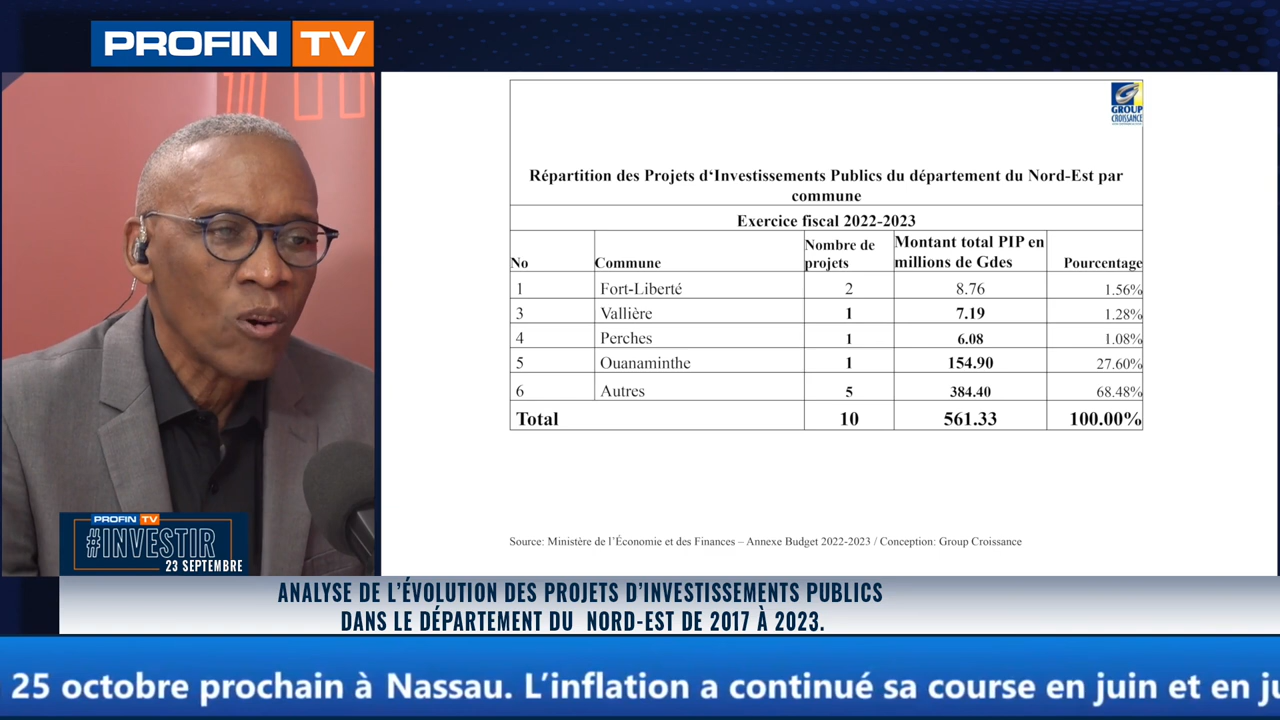 PROFIN TV
GROUP
CROISSANCE
Répartition des Projets d‘Investissements Publics du département du Nord-Est par
commune
Exercice fiscal 2022-2023
No Commune Nombre de projets Montant total PIP en millions de Gdes Pourcentage
1 Fort-Liberté 2 8.76 1.56%
3 Vallière 1 7.19 1.28%
4 Perches 1 6.08 1.08%
5 Ouanaminthe 1 154.90 27.60%
6 Autres 5 384.40 68.48%
Total 10 561.33 100.00%
Source: Ministère de l’Économie et des Finances – Annexe Budget 2022-2023 / Conception: Group Croissance
PROFIN TV
#INVESTIR
23 SEPTEMBRE
ANALYSE DE L’ÉVOLUTION DES PROJETS D’INVESTISSEMENTS PUBLICS
DANS LE DÉPARTEMENT DU NORD-EST DE 2017 À 2023.
25 octobre prochain à Nassau. L’inflation a continué sa course en juin et en ju